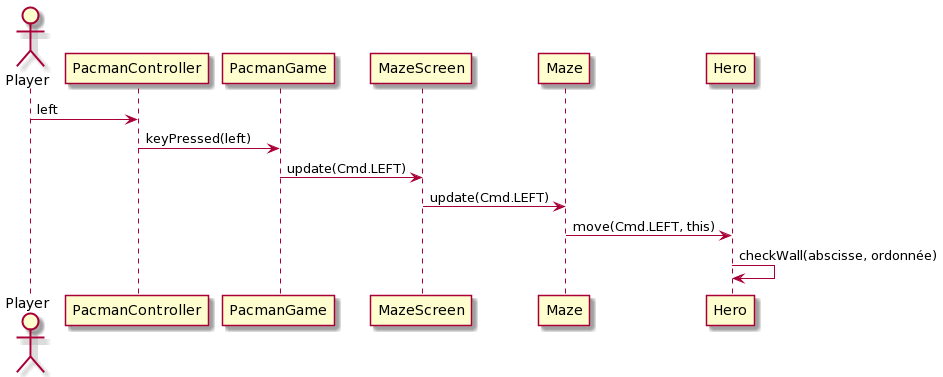 Player
PacmanController
PacmanGame
MazeScreen
Maze
Hero
left
keyPressed(left)
update(Cmd.LEFT)
update(Cmd.LEFT)
move(Cmd.LEFT, this)
checkWall(abscisse, ordonnée)
Player
PacmanController
PacmanGame
MazeScreen
Maze
Hero